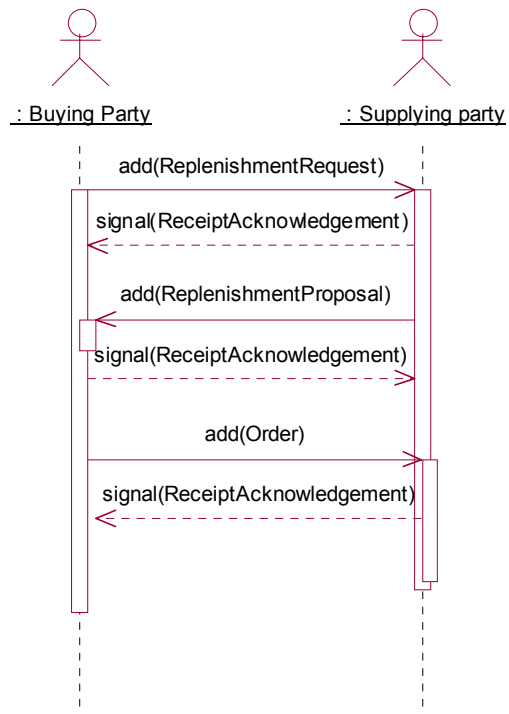 : Buying Party
: Supplying party
add(ReplenishmentRequest)
signal(ReceiptAcknowledgement)
add(ReplenishmentProposal)
signal(ReceiptAcknowledgement)
add(Order)
signal(ReceiptAcknowledgement)